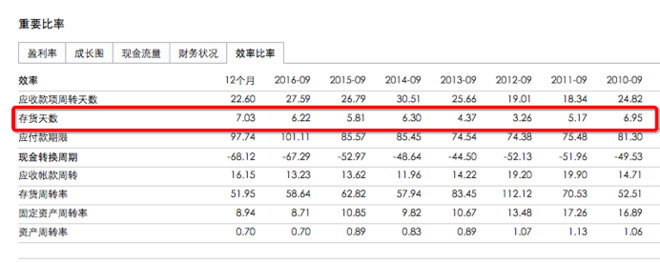 重要比率
盈利率 成长图 现金流量 财务状况 效率比率
效率 12个月 2016-09 2015-09 2014-09 2013-09 2012-09 2011-09 2010-09
应收款项周转天数 22.60 27.59 26.79 30.51 25.66 19.01 18.34 24.82
存货天数 7.03 6.22 5.81 6.30 4.37 3.26 5.17 6.95
应付款期限 97.74 101.11 85.57 85.45 74.54 74.38 75.48 81.30
现金转换周期 -68.12 -67.29 -52.97 -48.64 -44.50 -52.13 -51.96 -49.53
应收帐款周转 16.15 13.23 13.62 11.96 14.22 19.20 19.90 14.71
存货周转率 51.95 58.64 62.82 57.94 83.45 112.12 70.53 52.51
固定资产周转率 8.94 8.71 10.85 9.82 10.67 13.48 17.26 16.89
资产周转率 0.70 0.70 0.89 0.83 0.89 1.07 1.13 1.06